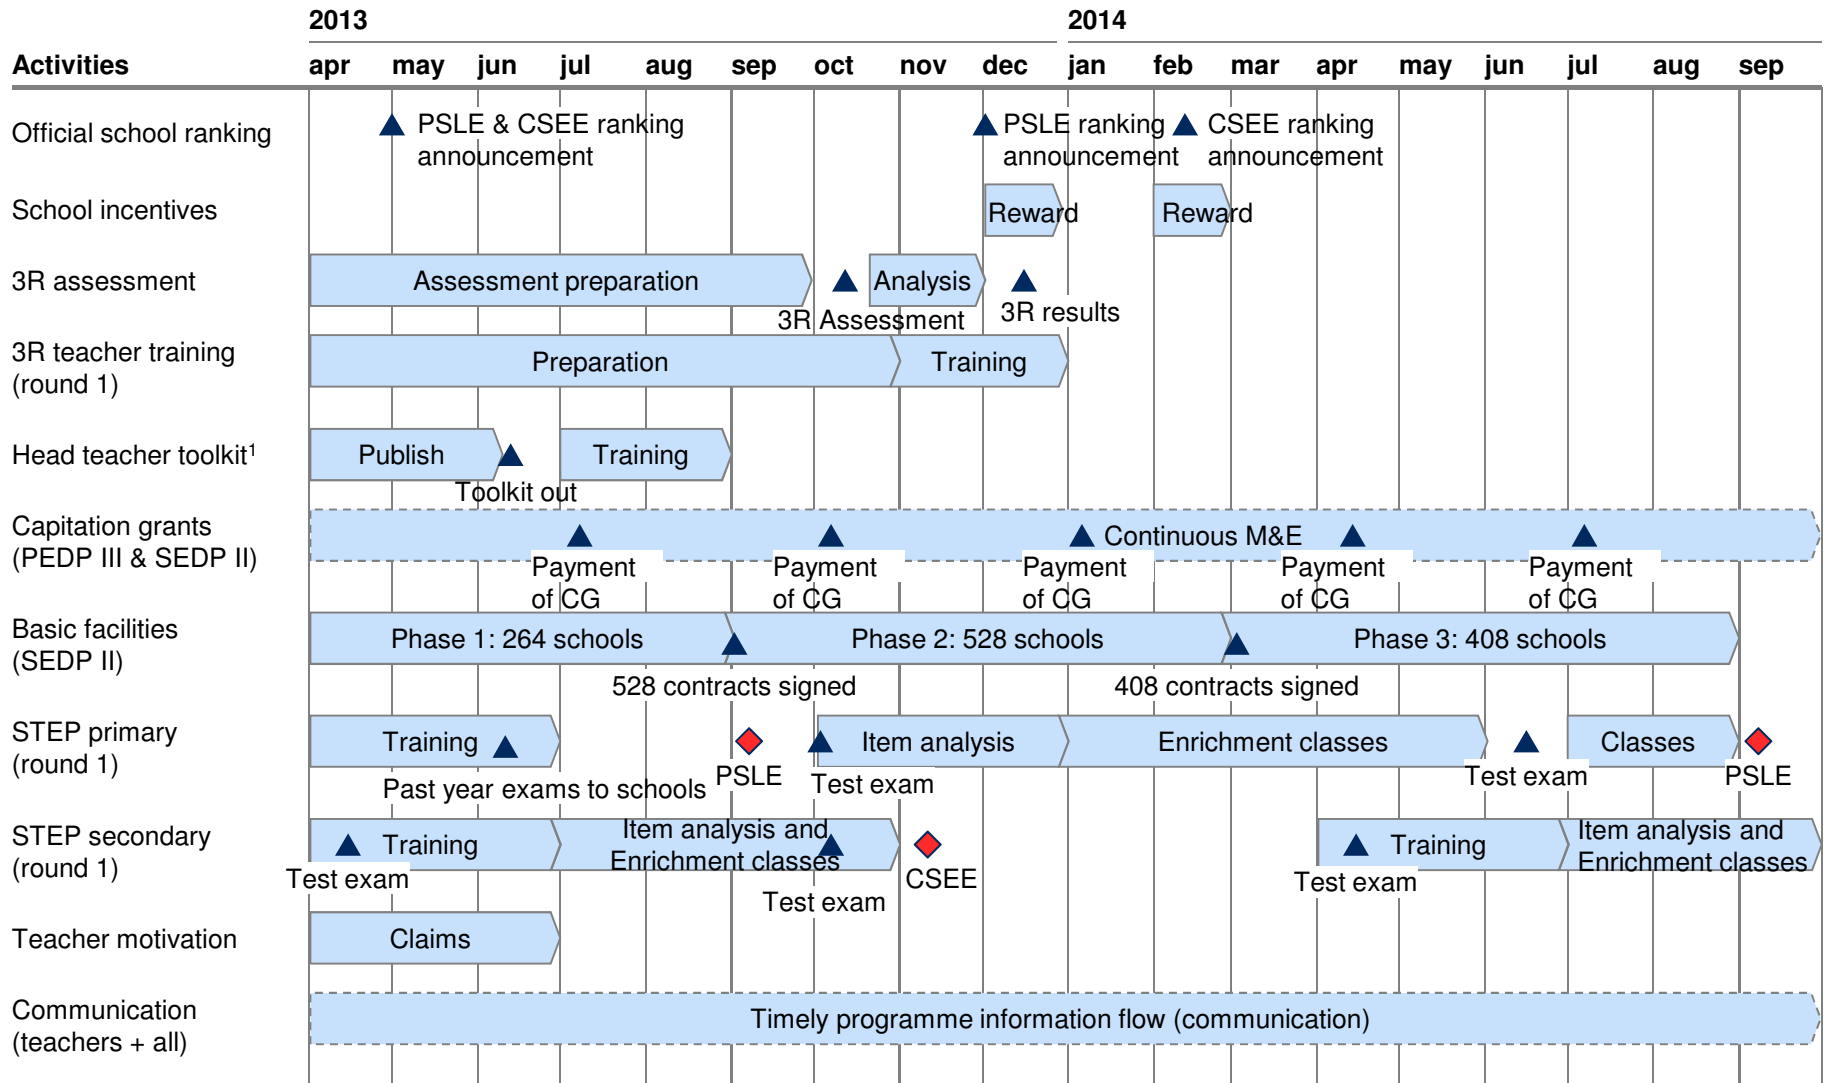 2013
2014
Activities
apr
may
jun
jul
aug
sep
oct
nov
dec
jan
feb
mar
apr
may
jun
jul
aug
sep
Official school ranking
PSLE & CSEE ranking
announcement
PSLE ranking
announcement
CSEE ranking
announcement
School incentives
Reward
Reward
3R assessment
Assessment preparation
3R Assessment
Analysis
3R results
3R teacher training
(round 1)
Preparation
Training
Head teacher toolkit¹
Publish
Toolkit out
Training
Capitation grants
(PEDP III & SEDP II)
Continuous M&E
Payment
of CG
Payment
of CG
Payment
of CG
Payment
of CG
Payment
of CG
Basic facilities
(SEDP II)
Phase 1: 264 schools
Phase 2: 528 schools
Phase 3: 408 schools
528 contracts signed
408 contracts signed
STEP primary
(round 1)
Training
Past year exams to schools
PSLE
Test exam
Item analysis
Enrichment classes
Test exam
Classes
PSLE
STEP secondary
(round 1)
Test exam
Training
Item analysis and
Enrichment classes
Test exam
CSEE
Test exam
Training
Item analysis and
Enrichment classes
Teacher motivation
Claims
Communication
(teachers + all)
Timely programme information flow (communication)